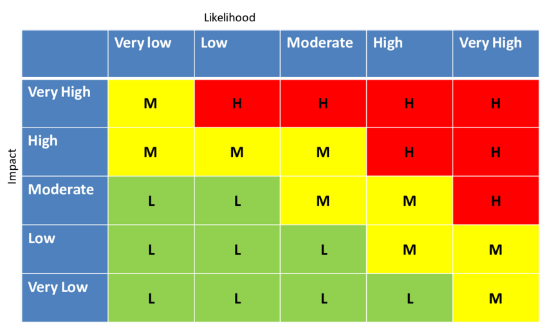 Likelihood
Very low Low Moderate High Very High
Very High M H H H H
High M M M H H
Impact
Moderate L L M M H
Low L L L M M
Very Low L L L L M